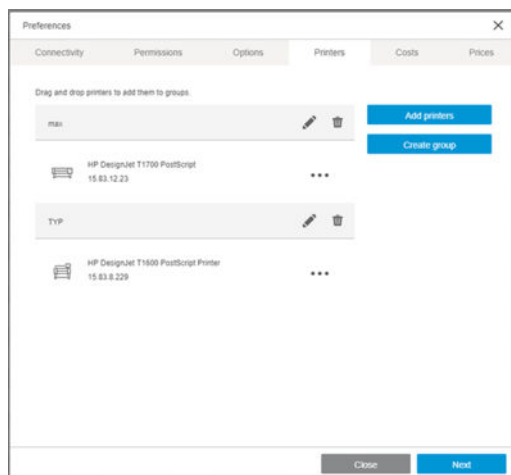 Preferences
Connectivity Permissions Options Printers Costs Prices
Drag and drop printers to add them to groups.
max
Add printers
Create group
HP DesignJet T1700 PostScript
15.83.12.23
TYP
HP DesignJet T1600 PostScript Printer
15.83.8.229
Close Next